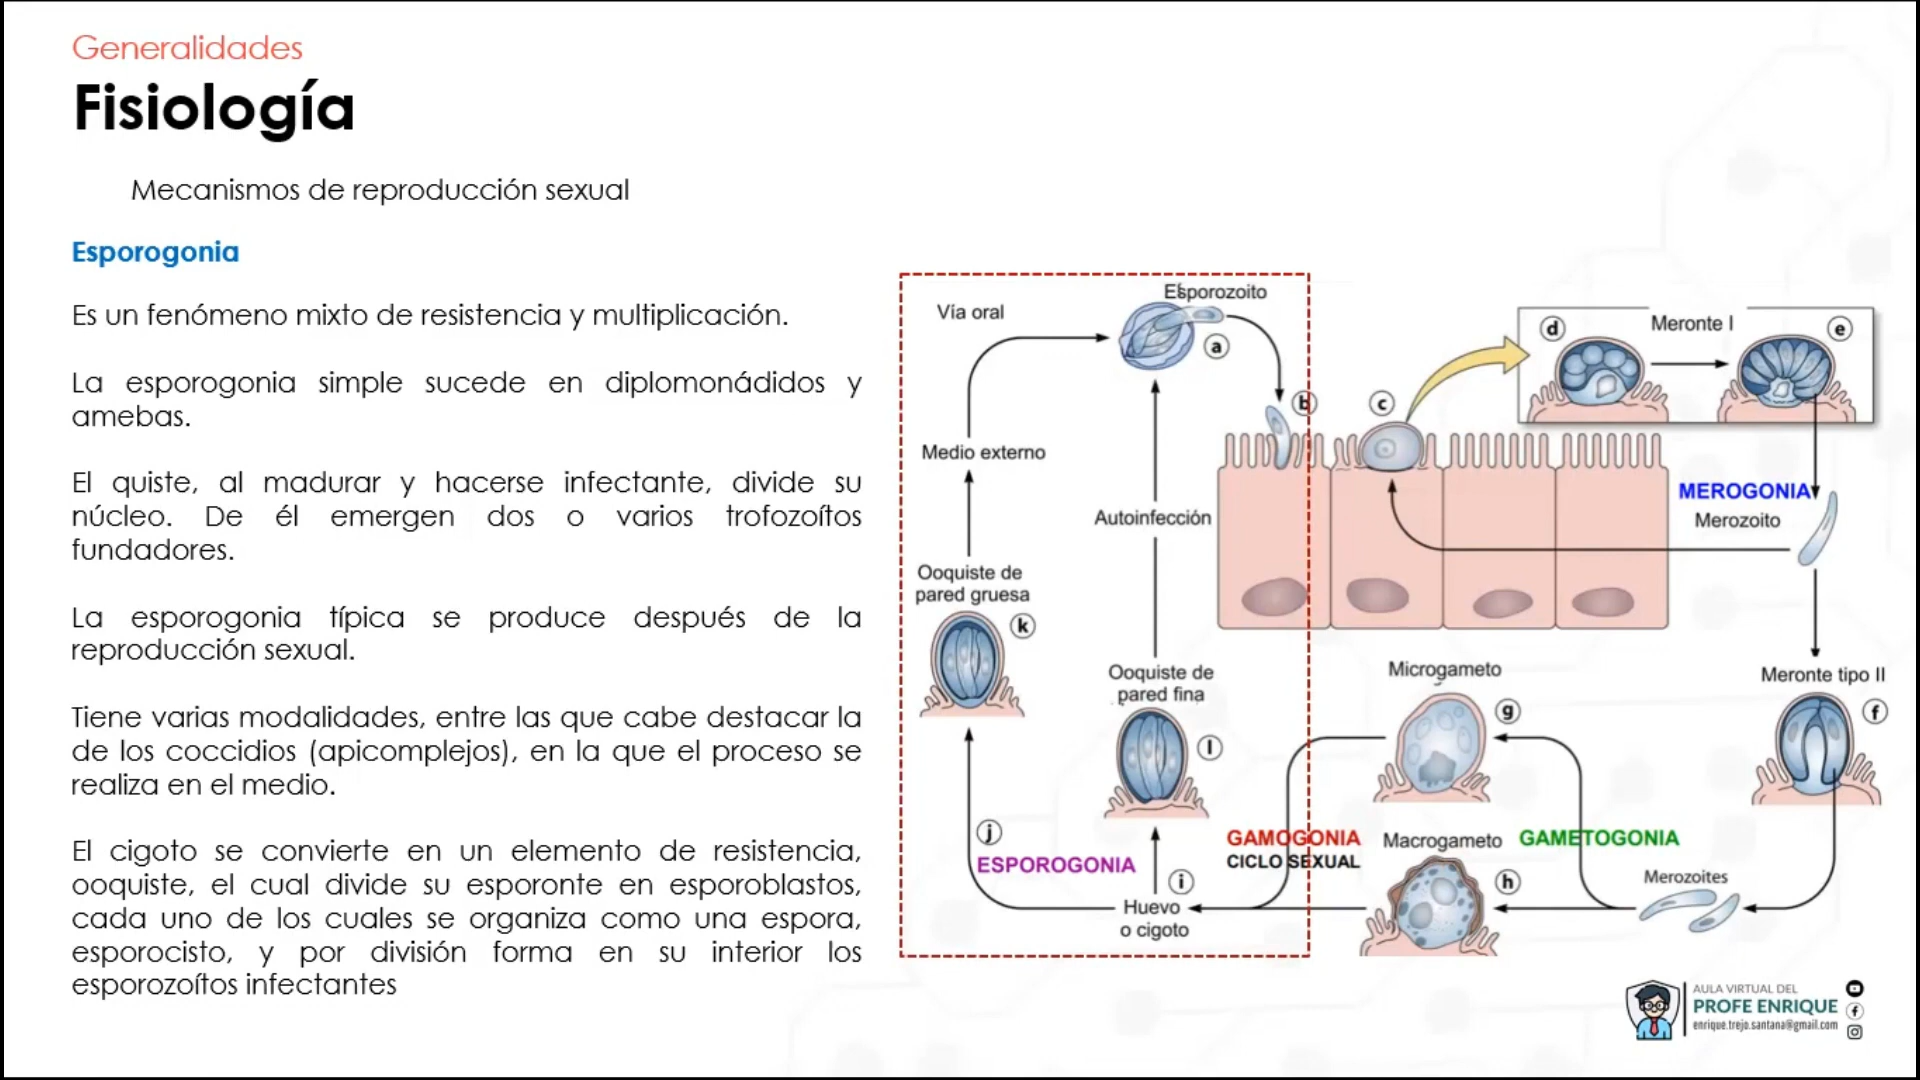 Generalidades
Fisiología
Mecanismos de reproducción sexual
Esporogonia
Es un fenómeno mixto de resistencia y multiplicación.
La esporogonia simple sucede en diplomonádidos y
amebas.
El quiste, al madurar y hacerse infectante, divide su
núcleo. De él emergen dos o varios trofozoítos
fundadores.
La esporogonia típica se produce después de la
reproducción sexual.
Tiene varias modalidades, entre las que cabe destacar la
de los coccidios (apicomplejos), en la que el proceso se
realiza en el medio.
El cigoto se convierte en un elemento de resistencia,
ooquiste, el cual divide su esporonte en esporoblastos,
cada uno de los cuales se organiza como una espora,
esporocisto, y por división forma en su interior los
esporozoítos infectantes
Vía oral
Esporozoito
a
b
c
d
Meronte I
e
Medio externo
Autoinfección
MEROGONIA
Merozoito
Ooquiste de
pared gruesa
k
Ooquiste de
pared fina
l
Microgameto
g
Meronte tipo II
f
j
ESPOROGONIA
GAMOGONIA
CICLO SEXUAL
Macrogameto
GAMETOGONIA
i
h
Merozoites
Huevo
o cigoto
AULA VIRTUAL DEL
PROFE ENRIQUE
enrique.trejo.santana@gmail.com